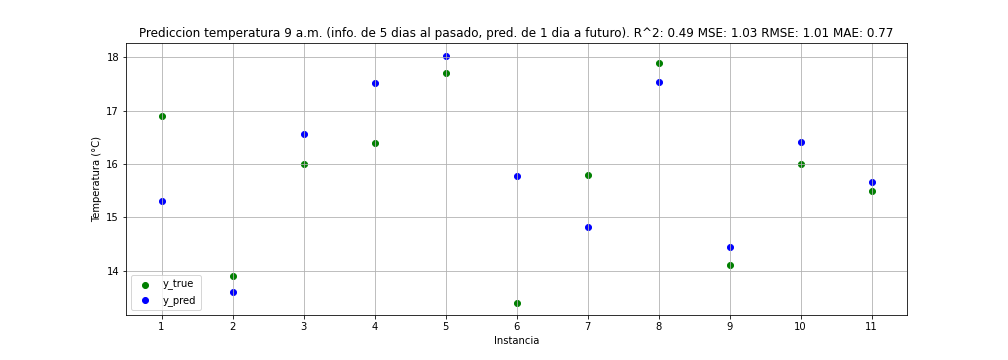 Prediccion temperatura 9 a.m. (info. de 5 dias al pasado, pred. de 1 dia a futuro). R^2: 0.49 MSE: 1.03 RMSE: 1.01 MAE: 0.77
Temperatura (°C)
18
17
16
15
14
y_true
y_pred
1 2 3 4 5 6 7 8 9 10 11
Instancia